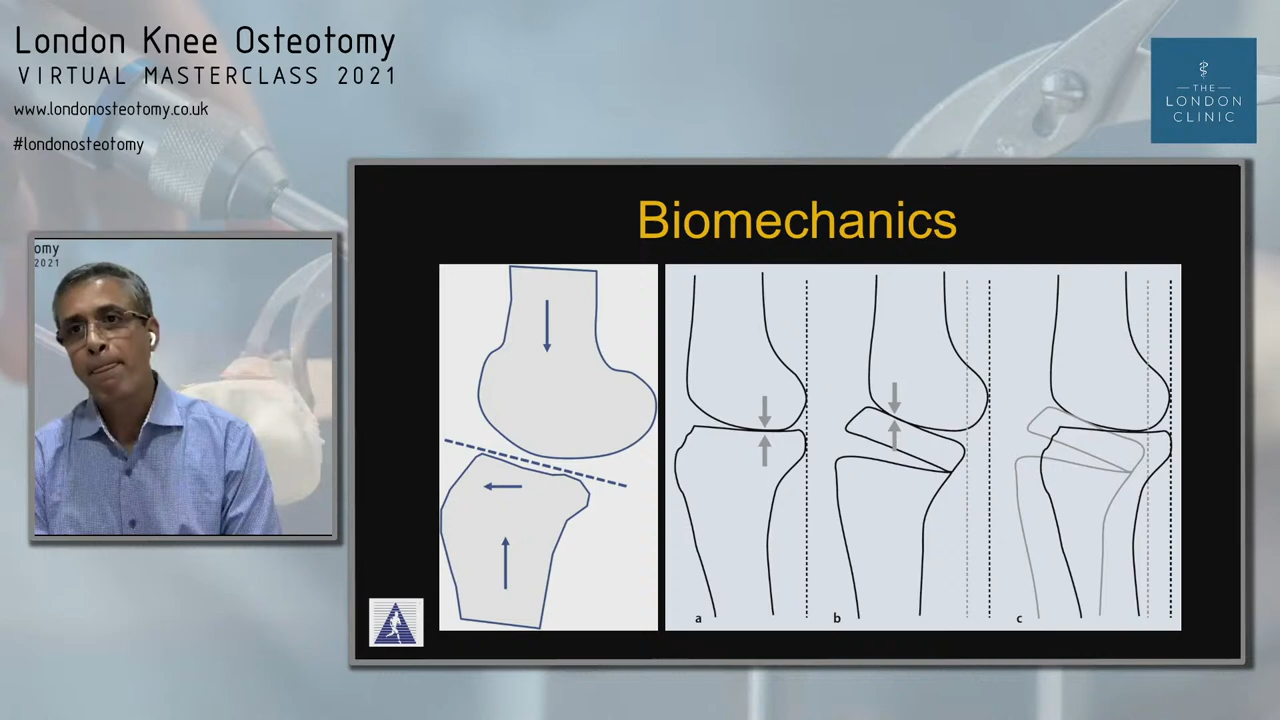 London Knee Osteotomy
VIRTUAL MASTERCLASS 2021
www.londonosteotomy.co.uk
#londonosteotomy
THE
LONDON
CLINIC
omy
2021
Biomechanics
a
b
c